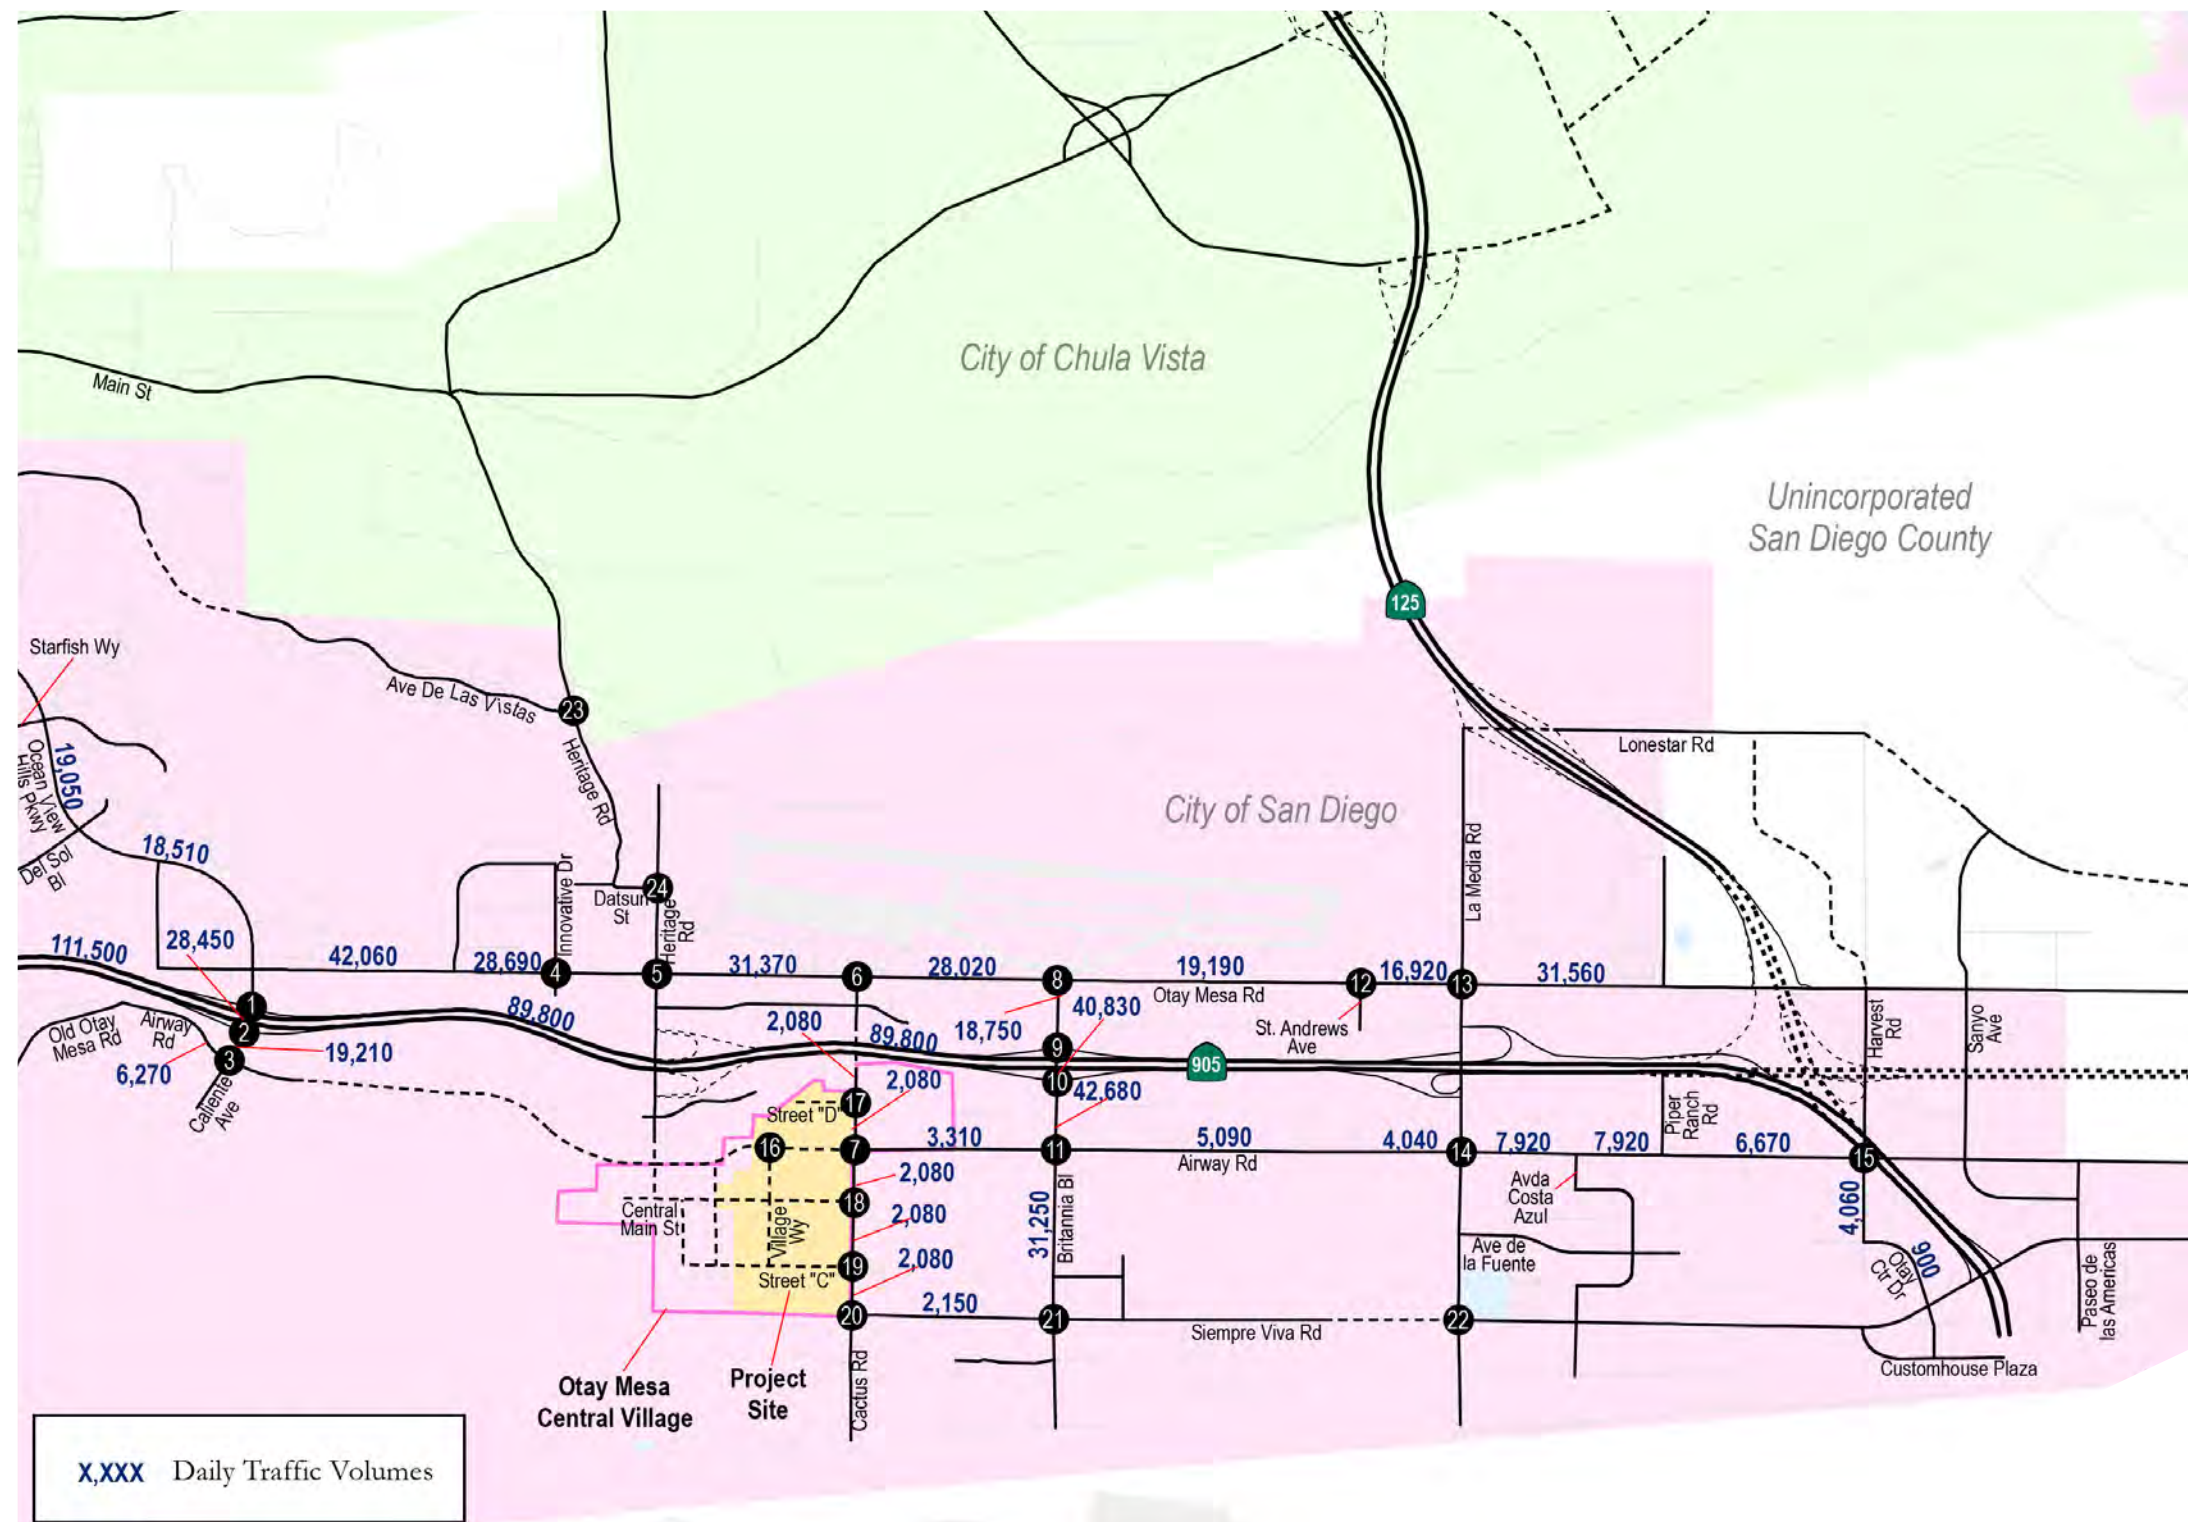 City of Chula Vista
Main St
Unincorporated
San Diego County
125
Starfish Wy
Ave De Las Vistas
23
Lonestar Rd
Ocean View
Hills Pkwy
19,050
Heritage Rd
City of San Diego
La Media Rd
18,510
Del Sol
Bl
Innovative Dr
24
Datsun
St
Heritage
Rd
111,500
28,450
42,060
28,690
4
5
31,370
6
28,020
8
19,190
12
16,920
13
31,560
Otay Mesa Rd
40,830
1
89,800
2,080
18,750
St. Andrews
Ave
Harvest
Rd
Sanyo
Ave
Old Otay
Mesa Rd
Airway
Rd
2
89,800
9
905
3
19,210
6,270
10
2,080
42,680
Caliente
Ave
Street "D"
17
Piper
Ranch
Rd
16
7
3,310
11
5,090
4,040
14
7,920
7,920
6,670
15
Airway Rd
2,080
Avda
Costa
Azul
Central
Main St
Village
Wy
18
2,080
31,250
Britannia Bl
4,060
Ave de
la Fuente
2,080
Street "C"
19
900
Otay
Ctr Dr
Paseo de
las Americas
20
2,150
21
22
Siempre Viva Rd
Otay Mesa
Central Village
Project
Site
Cactus Rd
Customhouse Plaza
X,XXX Daily Traffic Volumes